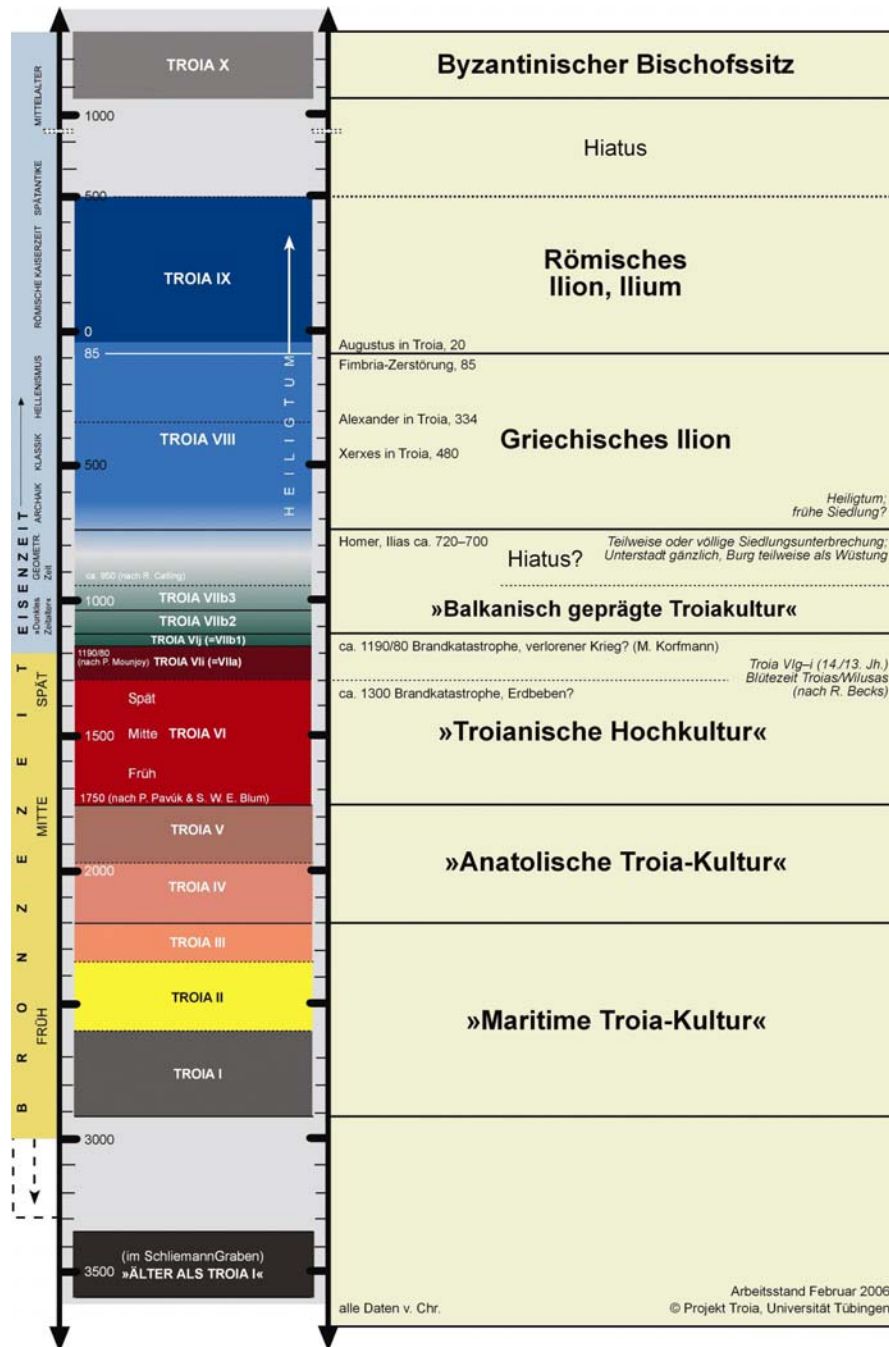 TROIA X
Byzantinischer Bischofssitz
MITTELALTER
1000
Hiatus
SPÄTANTIKE
500
RÖMISCHE KAISERZEIT
TROIA IX
Römisches
Ilion, Ilium
0
Augustus in Troia, 20
85
Fimbria-Zerstörung, 85
HELLENISMUS
HEILIGTUM
Alexander in Troia, 334
TROIA VIII
Griechisches Ilion
KLASSIK
Xerxes in Troia, 480
500
ARCHAIK
Heiligtum;
frühe Siedlung?
EISENZEIT
GEOMETR.
Zeit
Homer, Ilias ca. 720–700
Teilweise oder völlige Siedlungsunterbrechung;
Unterstadt gänzlich, Burg teilweise als Wüstung
Hiatus?
ca. 950 (nach R. Catling)
»Dunkles
Zeitalter«
1000
TROIA VIIb3
»Balkanisch geprägte Troiakultur«
TROIA VIIb2
TROIA VIj (=VIIb1)
ca. 1190/80 Brandkatastrophe, verlorener Krieg? (M. Korfmann)
1190/80
(nach P. Mounjoy)
TROIA VIi (=VIIa)
Troia VIg–i (14./13. Jh.)
Blütezeit Troias/Wilusas
(nach R. Becks)
ca. 1300 Brandkatastrophe, Erdbeben?
BRONZEZEIT
SPÄT
Spät
1500
Mitte
TROIA VI
»Troianische Hochkultur«
Früh
1750 (nach P. Pavúk & S. W. E. Blum)
MITTE
TROIA V
2000
»Anatolische Troia-Kultur«
TROIA IV
TROIA III
TROIA II
»Maritime Troia-Kultur«
FRÜH
TROIA I
3000
(im SchliemannGraben)
»ÄLTER ALS TROIA I«
3500
alle Daten v. Chr.
Arbeitsstand Februar 2006
© Projekt Troia, Universität Tübingen